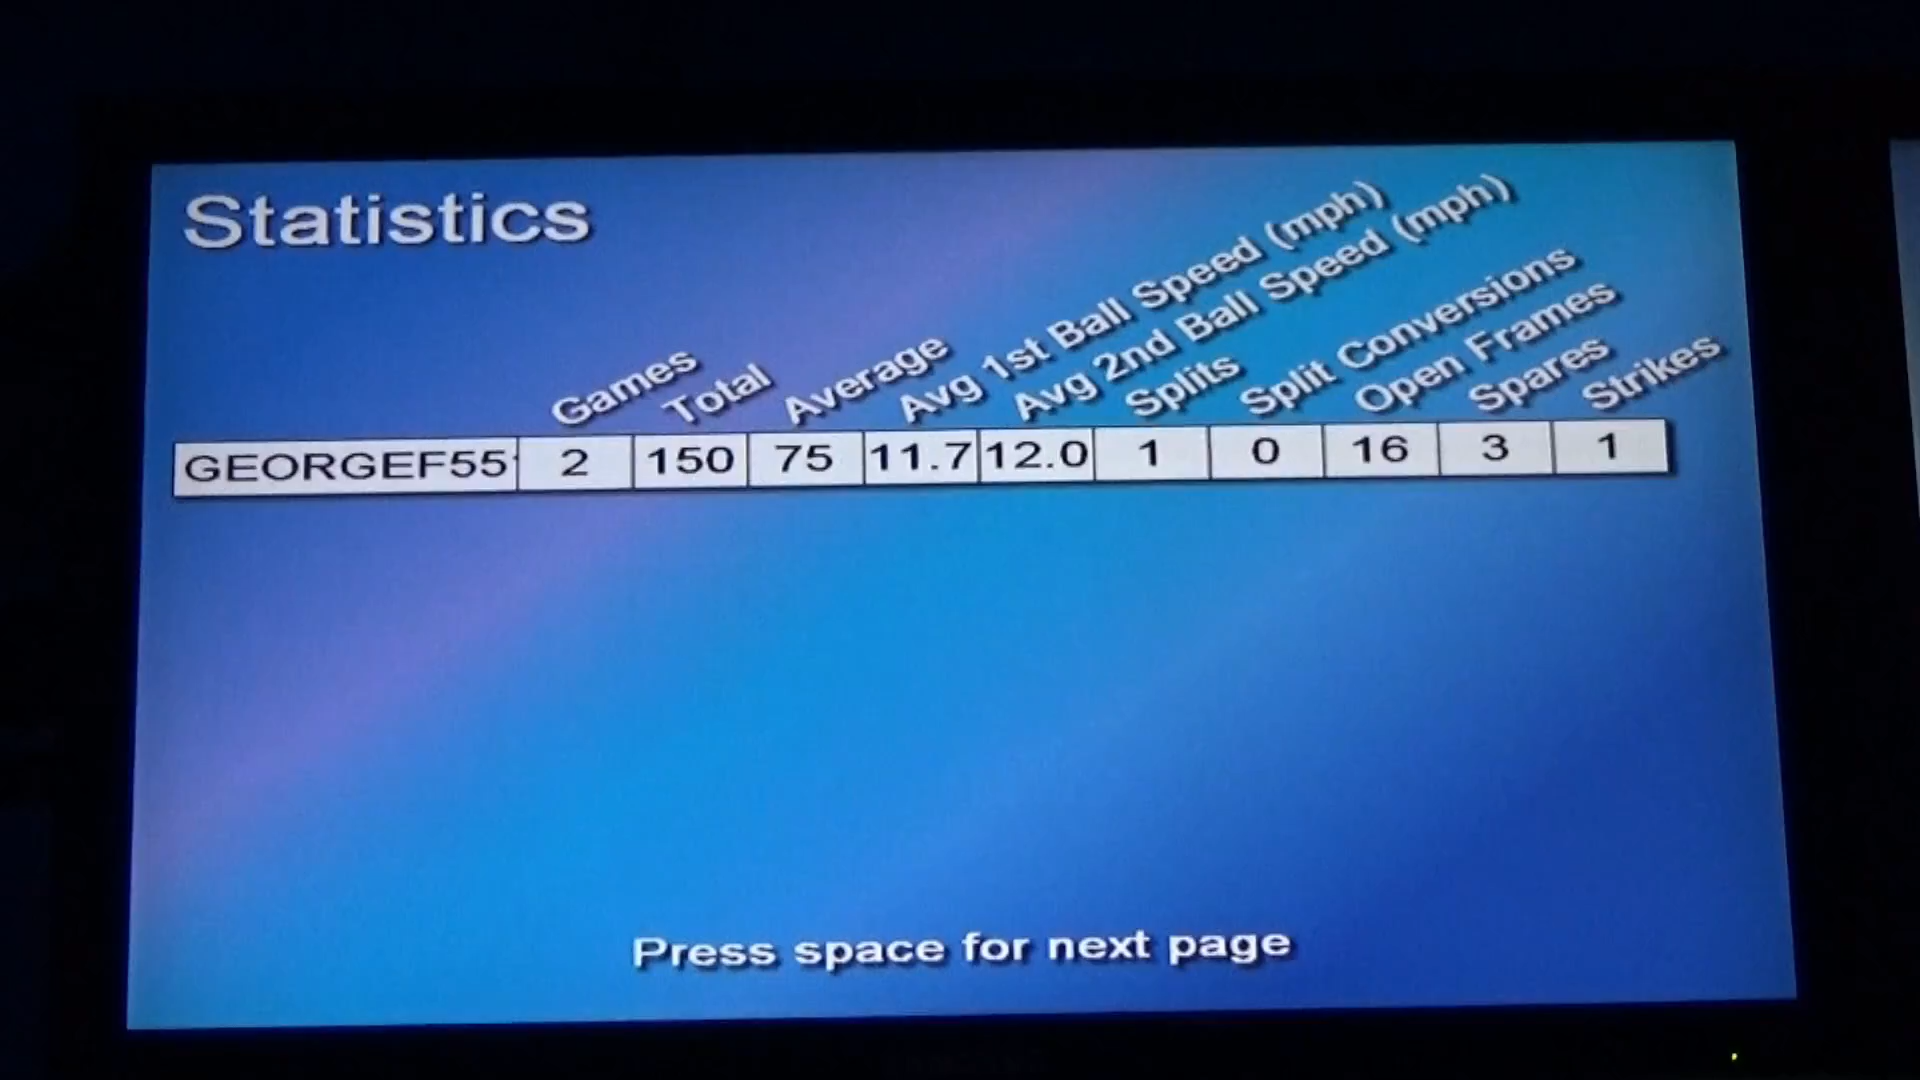 Statistics
Games Total Average Avg 1st Ball Speed (mph) Avg 2nd Ball Speed (mph) Splits Split Conversions Open Frames Spares Strikes
GEORGEF55 2 150 75 11.7 12.0 1 0 16 3 1
Press space for next page